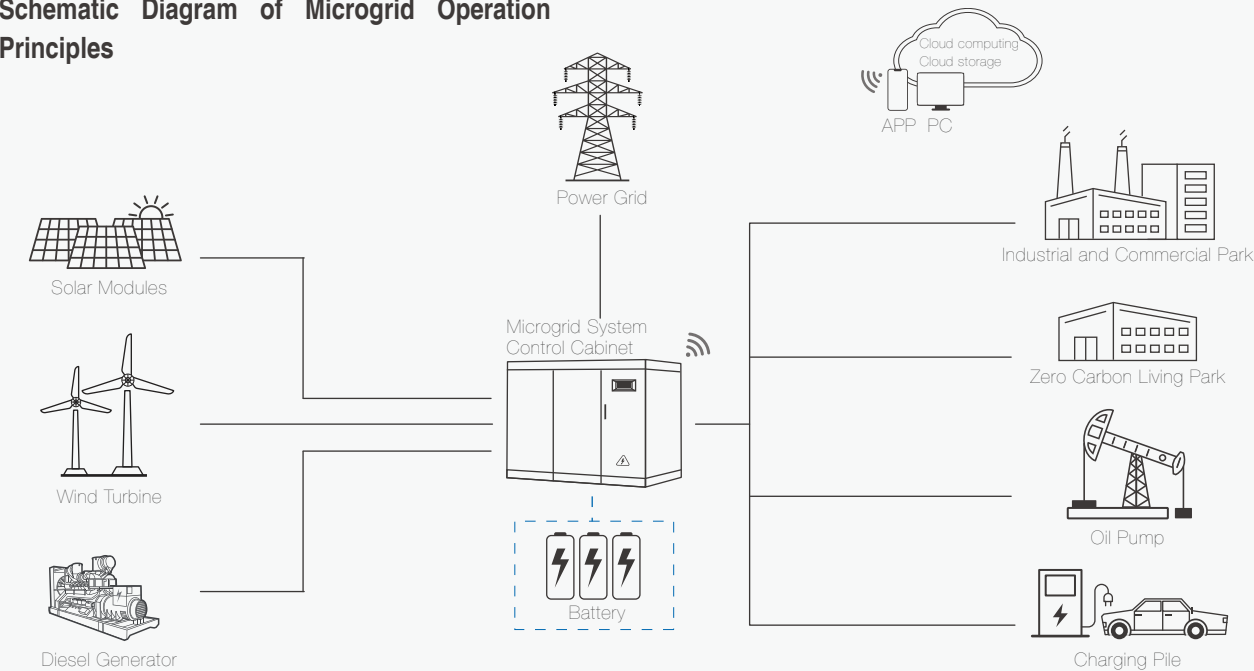 Schematic Diagram of Microgrid Operation
Principles
Cloud computing
Cloud storage
APP PC
Power Grid
Solar Modules
Industrial and Commercial Park
Microgrid System
Control Cabinet
Zero Carbon Living Park
Wind Turbine
Oil Pump
Battery
Diesel Generator
Charging Pile